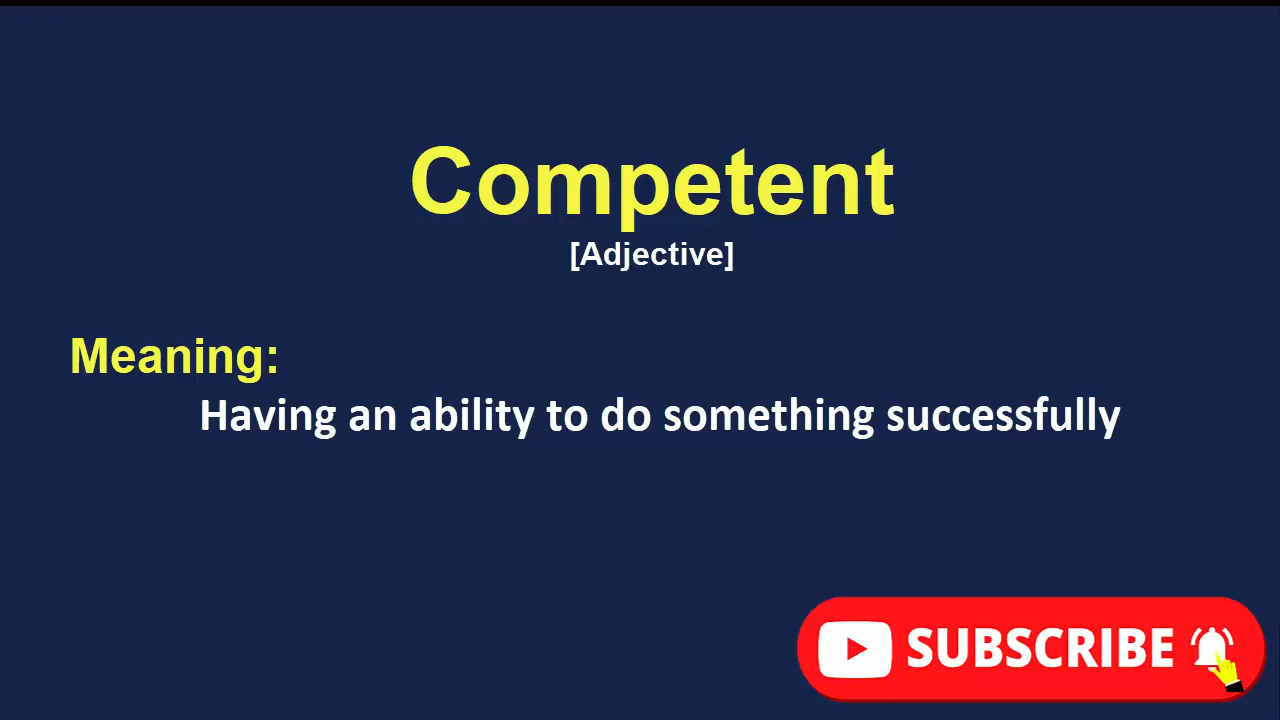 Competent
[Adjective]
Meaning:
Having an ability to do something successfully
SUBSCRIBE